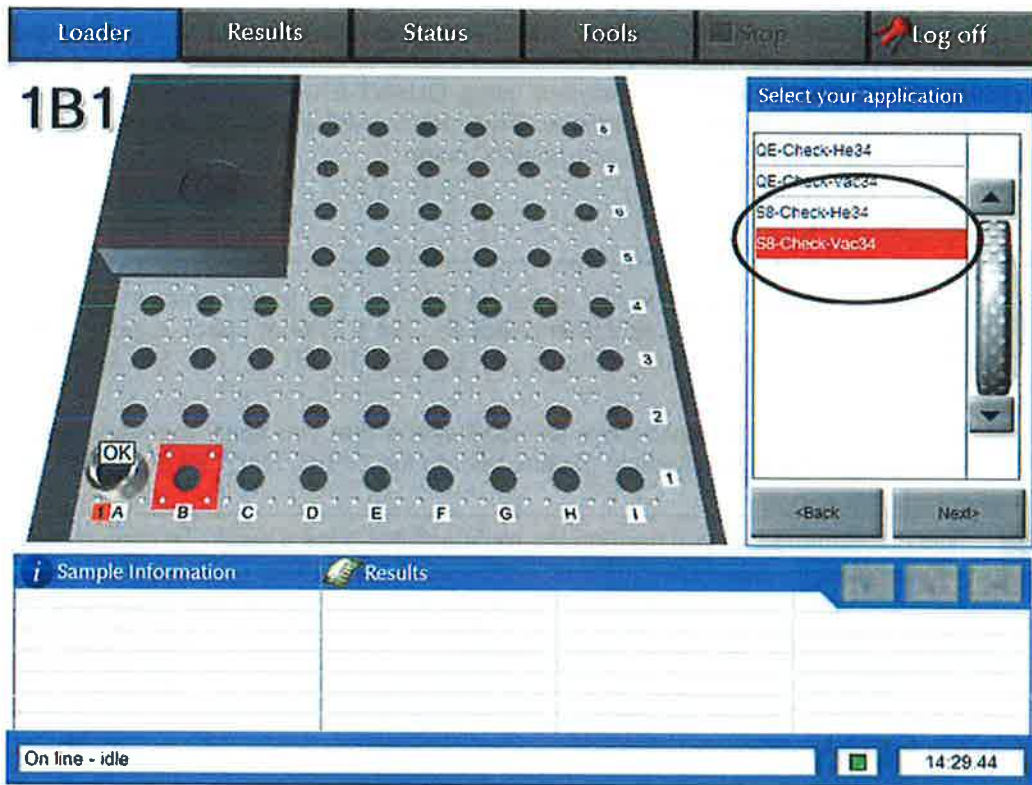 Loader Results Status Tools Stop Log off
1B1
Select your application
QE-Check-He34
QE-Check-Vac34
S8-Check-He34
S8-Check-Vac34
8
7
6
5
4
3
2
OK
1
1 A B C D E F G H I
<Back Next>
i Sample Information Results
On line - idle 14:29.44